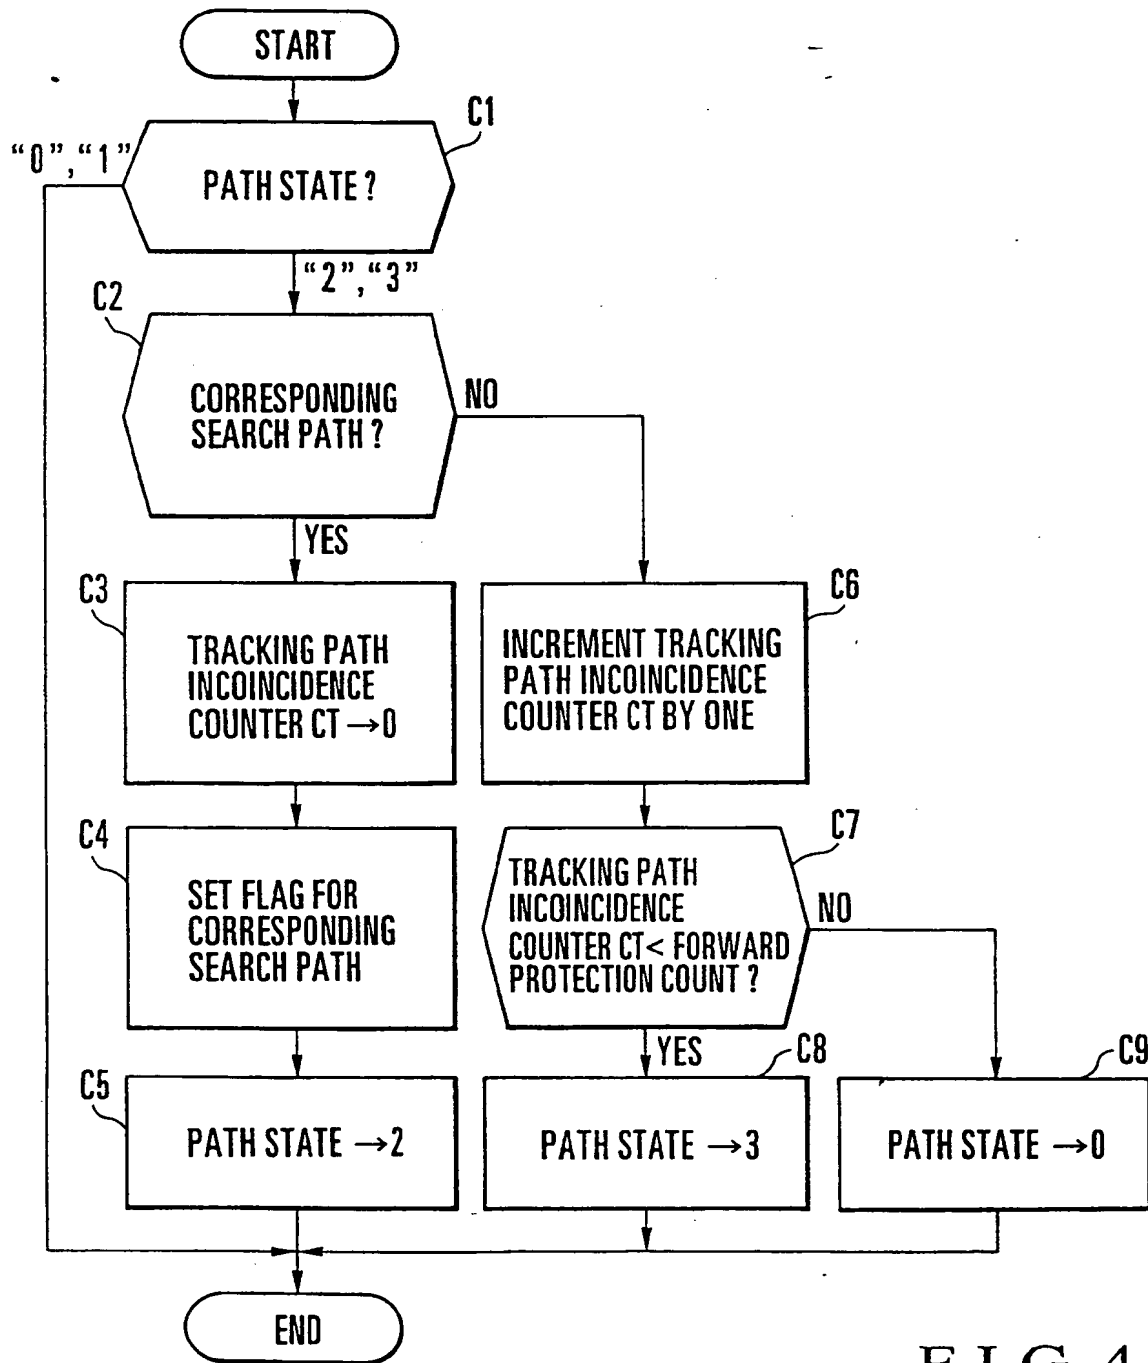 START
C1
"0","1"
PATH STATE ?
"2","3"
C2
CORRESPONDING
SEARCH PATH ?
NO
YES
C3
TRACKING PATH
INCOINCIDENCE
COUNTER CT →0
C6
INCREMENT TRACKING
PATH INCOINCIDENCE
COUNTER CT BY ONE
C4
SET FLAG FOR
CORRESPONDING
SEARCH PATH
C7
TRACKING PATH
INCOINCIDENCE
COUNTER CT< FORWARD
PROTECTION COUNT ?
NO
YES
C5
PATH STATE →2
C8
PATH STATE →3
C9
PATH STATE →0
END
FIG.4